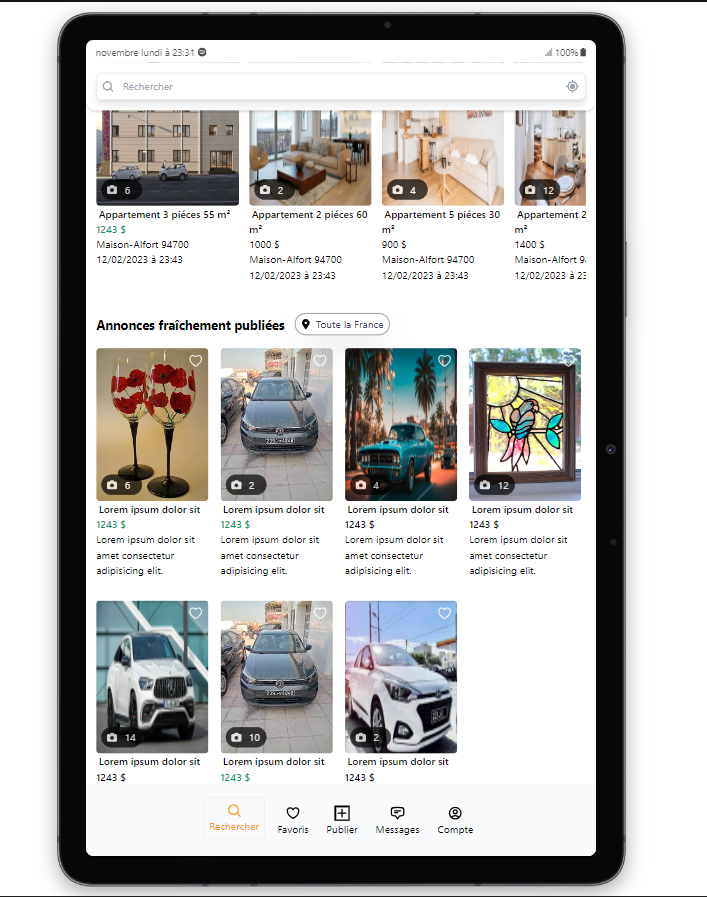 novembre lundi á 23:31
100%
Rechercher
6
2
4
12
Appartement 3 piéces 55 m²
1243 $
Maison-Alfort 94700
12/02/2023 à 23:43
Appartement 2 piéces 60
m²
1000 $
Maison-Alfort 94700
12/02/2023 à 23:43
Appartement 5 piéces 30
m²
900 $
Maison-Alfort 94700
12/02/2023 à 23:43
Appartement 2
m²
1400 $
Maison-Alfort 9
12/02/2023 à 23
Annonces fraîchement publiées
Toute la France
6
2
4
12
Lorem ipsum dolor sit
1243 $
Lorem ipsum dolor sit
amet consectetur
adipisicing elit.
Lorem ipsum dolor sit
1243 $
Lorem ipsum dolor sit
amet consectetur
adipisicing elit.
Lorem ipsum dolor sit
1243 $
Lorem ipsum dolor sit
amet consectetur
adipisicing elit.
Lorem ipsum dolor sit
1243 $
Lorem ipsum dolor sit
amet consectetur
adipisicing elit.
14
10
2
Lorem ipsum dolor sit
1243 $
Lorem ipsum dolor sit
1243 $
Lorem ipsum dolor sit
1243 $
Rechercher
Favoris
Publier
Messages
Compte